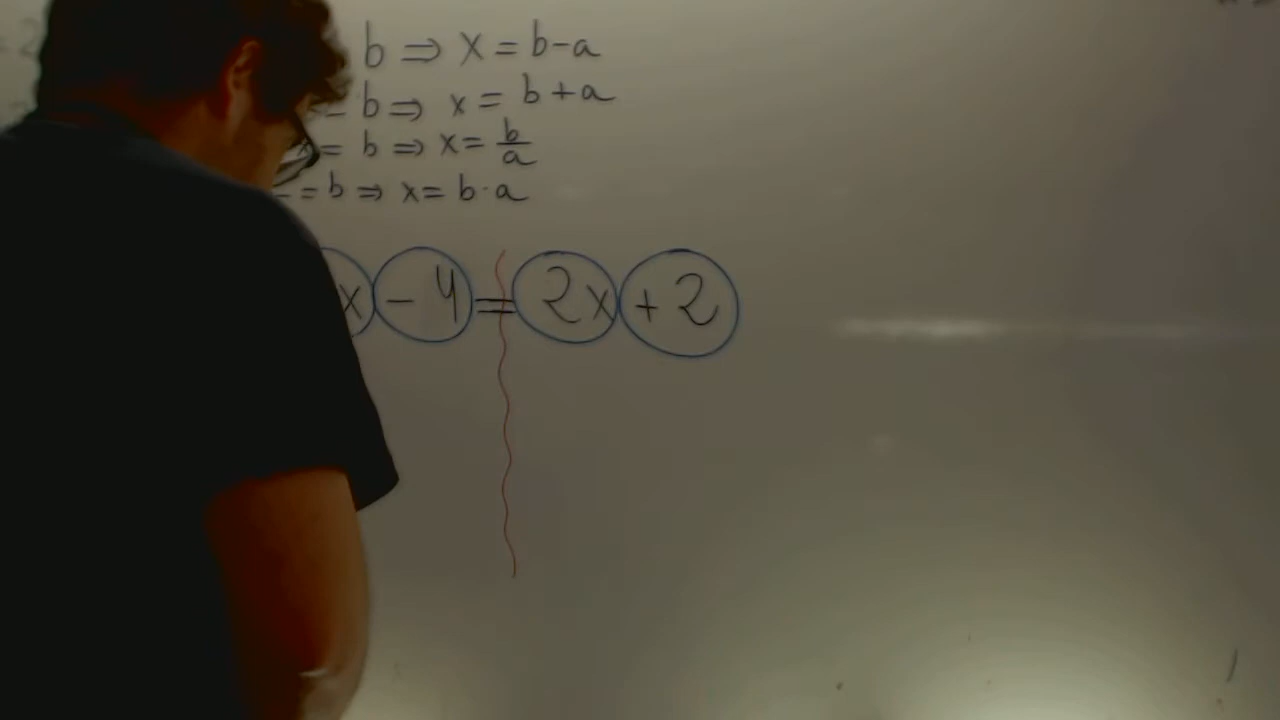 b ⇒ x = b-a
- b ⇒ x = b+a
x = b ⇒ x = b/a
- = b ⇒ x = b·a
x - 4 = 2x + 2